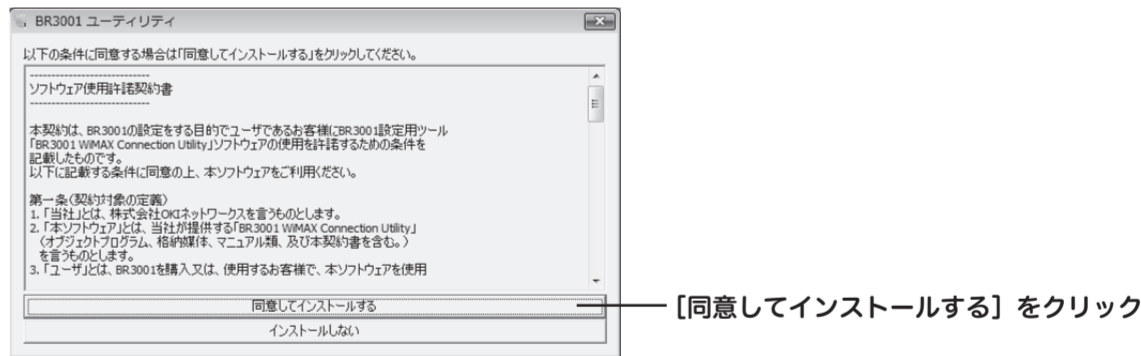 BR3001 ユーティリティ
以下の条件に同意する場合は「同意してインストールする」をクリックしてください。
----------------------------
ソフトウェア使用許諾契約書
----------------------------
本契約は、BR3001の設定をする目的でユーザであるお客様にBR3001設定用ツール
「BR3001 WiMAX Connection Utility」ソフトウェアの使用を許諾するための条件を
記載したものです。
以下に記載する条件に同意の上、本ソフトウェアをご利用ください。
第一条（契約対象の定義）
1.「当社」とは、株式会社OKIネットワークスを言うものとします。
2.「本ソフトウェア」とは、当社が提供する「BR3001 WiMAX Connection Utility」
（オブジェクトプログラム、格納媒体、マニュアル類、及び本契約書を含む。）
を言うものとします。
3.「ユーザ」とは、BR3001を購入又は、使用するお客様で、本ソフトウェアを使用
同意してインストールする
［同意してインストールする］をクリック
インストールしない